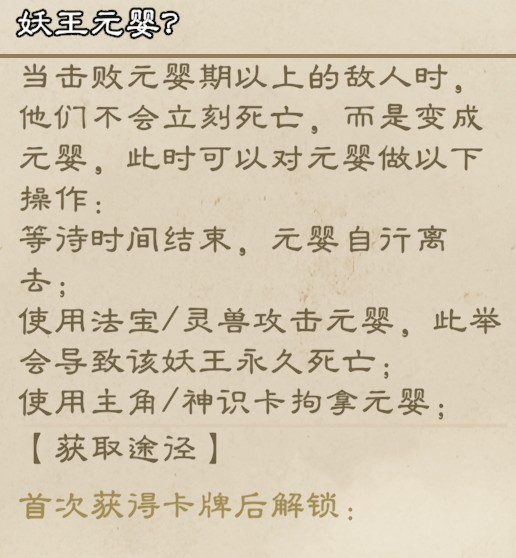 妖王元婴?
当击败元婴期以上的敌人时，
他们不会立刻死亡，而是变成
元婴，此时可以对元婴做以下
操作：
等待时间结束，元婴自行离
去；
使用法宝/灵兽攻击元婴，此举
会导致该妖王永久死亡；
使用主角/神识卡拘拿元婴；
【获取途径】
首次获得卡牌后解锁：